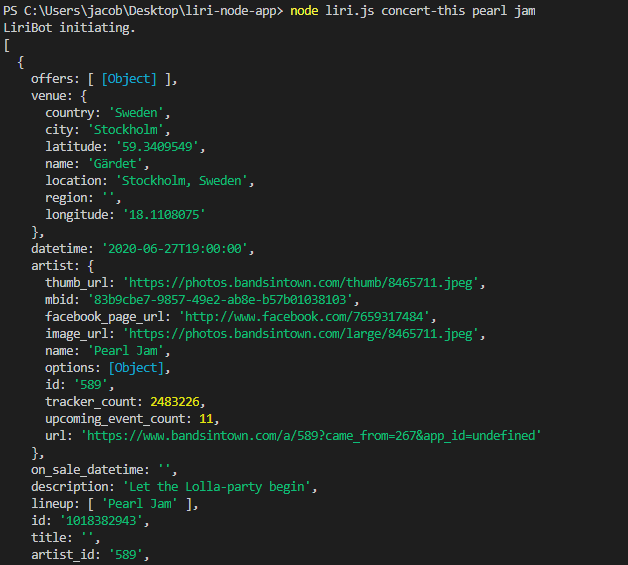 PS C:\Users\jacob\Desktop\liri-node-app> node liri.js concert-this pearl jam
LiriBot initiating.
[
  {
    offers: [ [Object] ],
    venue: {
      country: 'Sweden',
      city: 'Stockholm',
      latitude: '59.3409549',
      name: 'Gärdet',
      location: 'Stockholm, Sweden',
      region: '',
      longitude: '18.1108075'
    },
    datetime: '2020-06-27T19:00:00',
    artist: {
      thumb_url: 'https://photos.bandsintown.com/thumb/8465711.jpeg',
      mbid: '83b9cbe7-9857-49e2-ab8e-b57b01038103',
      facebook_page_url: 'http://www.facebook.com/7659317484',
      image_url: 'https://photos.bandsintown.com/large/8465711.jpeg',
      name: 'Pearl Jam',
      options: [Object],
      id: '589',
      tracker_count: 2483226,
      upcoming_event_count: 11,
      url: 'https://www.bandsintown.com/a/589?came_from=267&app_id=undefined'
    },
    on_sale_datetime: '',
    description: 'Let the Lolla-party begin',
    lineup: [ 'Pearl Jam' ],
    id: '1018382943',
    title: '',
    artist_id: '589',